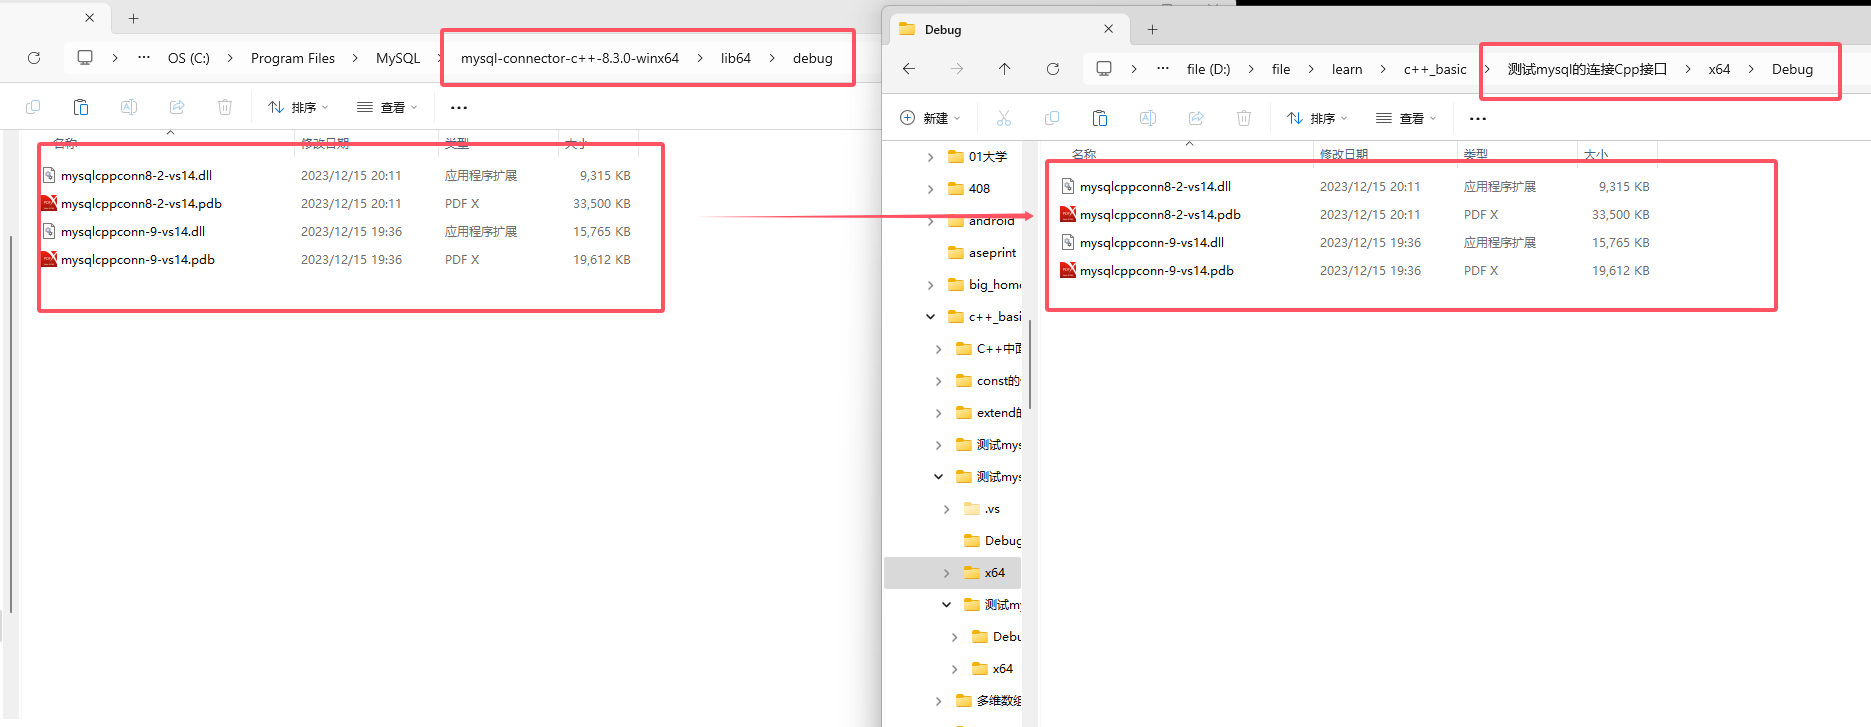 OS (C:) Program Files MySQL mysql-connector-c++-8.3.0-winx64 lib64 debug
排序 查看
名称 修改日期 类型 大小
mysqlcppconn8-2-vs14.dll 2023/12/15 20:11 应用程序扩展 9,315 KB
mysqlcppconn8-2-vs14.pdb 2023/12/15 20:11 PDF X 33,500 KB
mysqlcppconn-9-vs14.dll 2023/12/15 19:36 应用程序扩展 15,765 KB
mysqlcppconn-9-vs14.pdb 2023/12/15 19:36 PDF X 19,612 KB
Debug
file (D:) file learn c++_basic 测试mysql的连接Cpp接口 x64 Debug
新建 排序 查看
01大学
408
android
aseprint
big_home
c++_basi
C++中面
const的
extend的
测试mys
测试mys
.vs
Debug
x64
测试my
Debu
x64
多维数组
名称 修改日期 类型 大小
mysqlcppconn8-2-vs14.dll 2023/12/15 20:11 应用程序扩展 9,315 KB
mysqlcppconn8-2-vs14.pdb 2023/12/15 20:11 PDF X 33,500 KB
mysqlcppconn-9-vs14.dll 2023/12/15 19:36 应用程序扩展 15,765 KB
mysqlcppconn-9-vs14.pdb 2023/12/15 19:36 PDF X 19,612 KB